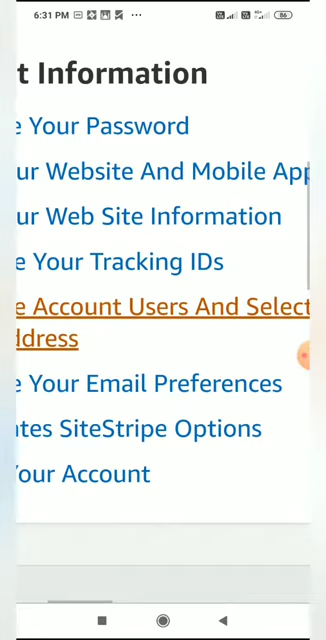 6:31 PM
86
t Information
e Your Password
ur Website And Mobile App
ur Web Site Information
e Your Tracking IDs
e Account Users And Select
ddress
e Your Email Preferences
ates SiteStripe Options
Your Account